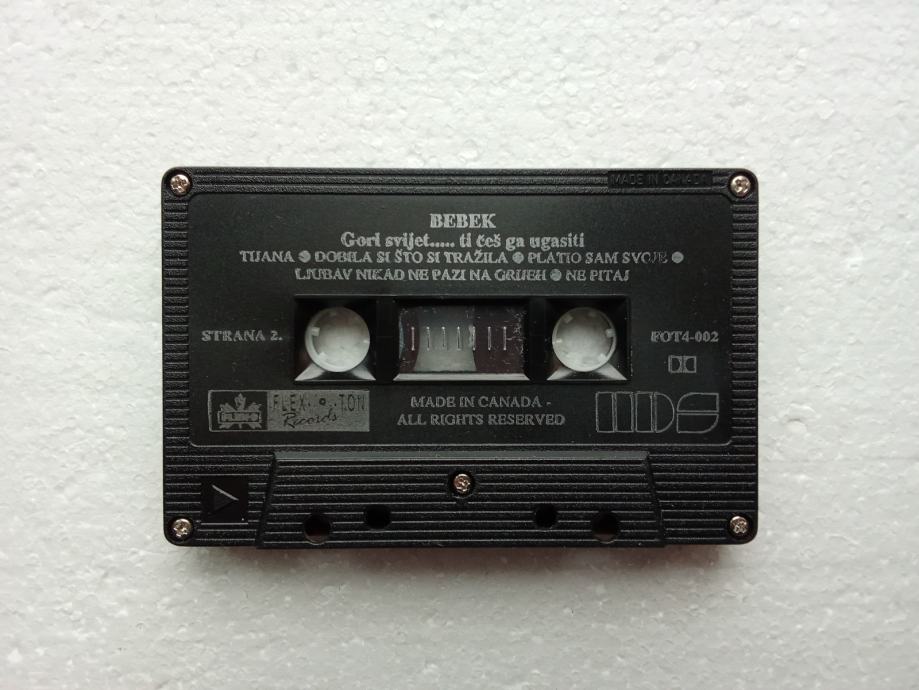 MADE IN CANADA
BEBEK
Gori svijet..... ti ćeš ga ugasiti
TIJANA ● DOBILA SI ŠTO SI TRAŽILA ● PLATIO SAM SVOJE ●
LJUBAV NIKAD NE PAZI NA GRIJEH ● NE PITAJ
STRANA 2.
FOT4-002
FLEX-O-TON
Records
MADE IN CANADA -
ALL RIGHTS RESERVED
MDS